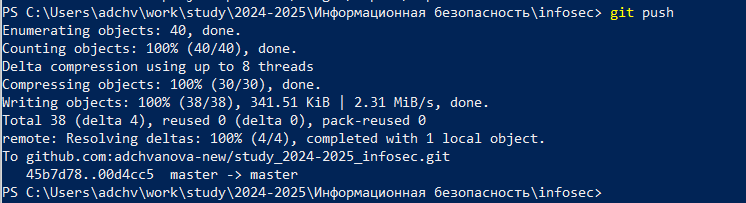 PS C:\Users\adchv\work\study\2024-2025\Информационная безопасность\infosec> git push
Enumerating objects: 40, done.
Counting objects: 100% (40/40), done.
Delta compression using up to 8 threads
Compressing objects: 100% (30/30), done.
Writing objects: 100% (38/38), 341.51 KiB | 2.31 MiB/s, done.
Total 38 (delta 4), reused 0 (delta 0), pack-reused 0
remote: Resolving deltas: 100% (4/4), completed with 1 local object.
To github.com:adchvanova-new/study_2024-2025_infosec.git
   45b7d78..00d4cc5  master -> master
PS C:\Users\adchv\work\study\2024-2025\Информационная безопасность\infosec>